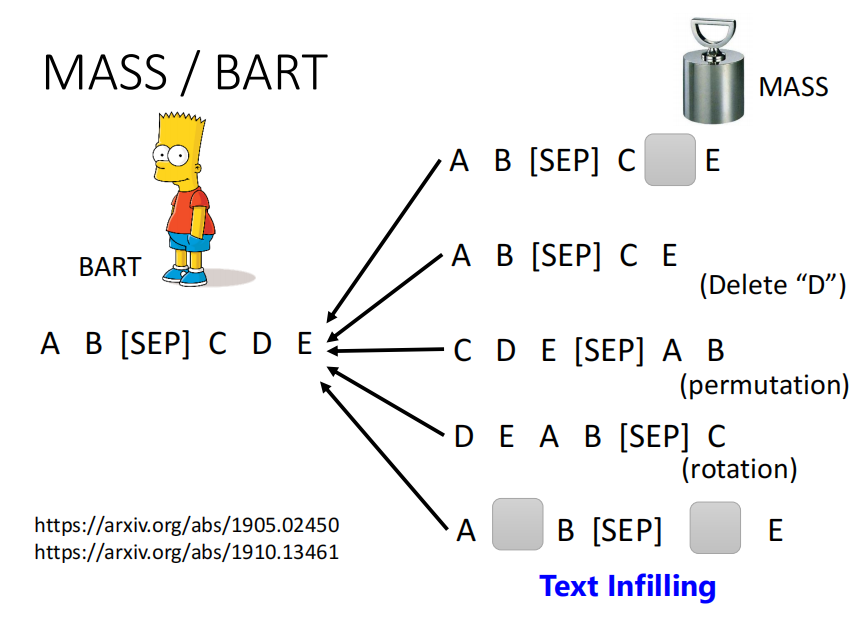 MASS / BART
MASS
BART
A B [SEP] C E
A B [SEP] C E
(Delete “D”)
A B [SEP] C D E
C D E [SEP] A B
(permutation)
D E A B [SEP] C
(rotation)
A B [SEP] E
Text Infilling
https://arxiv.org/abs/1905.02450
https://arxiv.org/abs/1910.13461